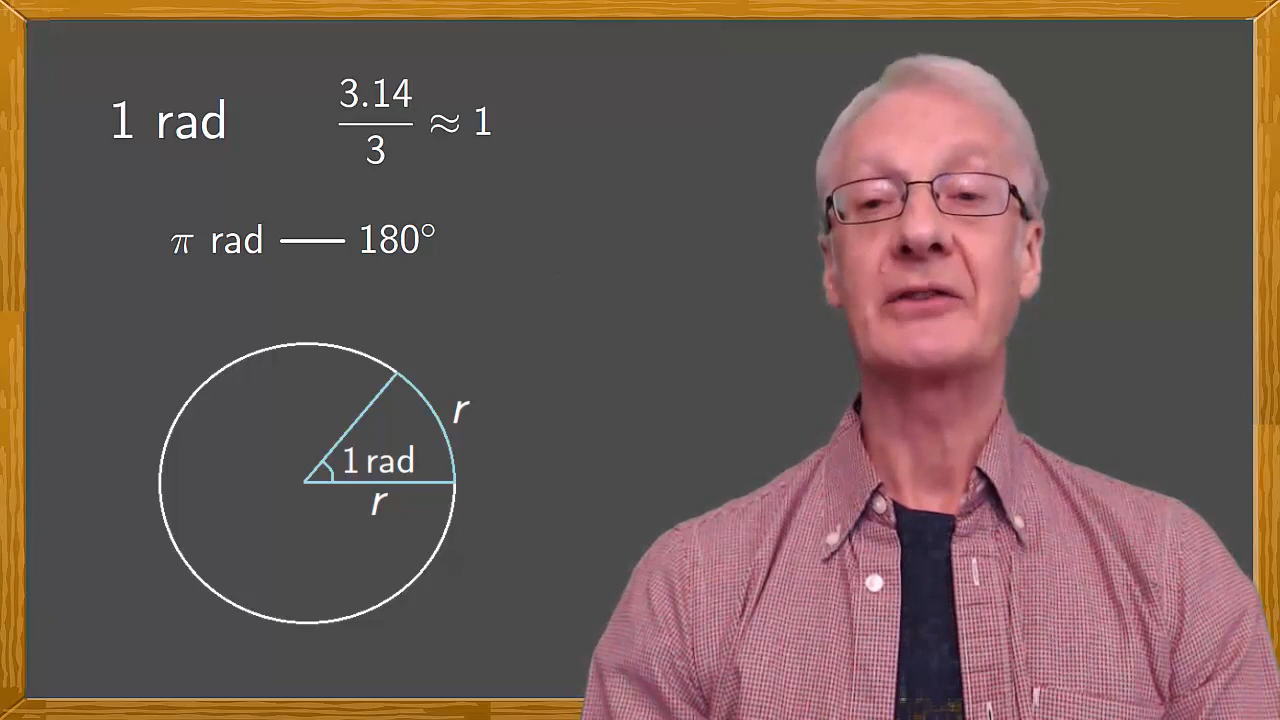 1 rad
3.14
3
≈ 1
π rad — 180°
r
1 rad
r